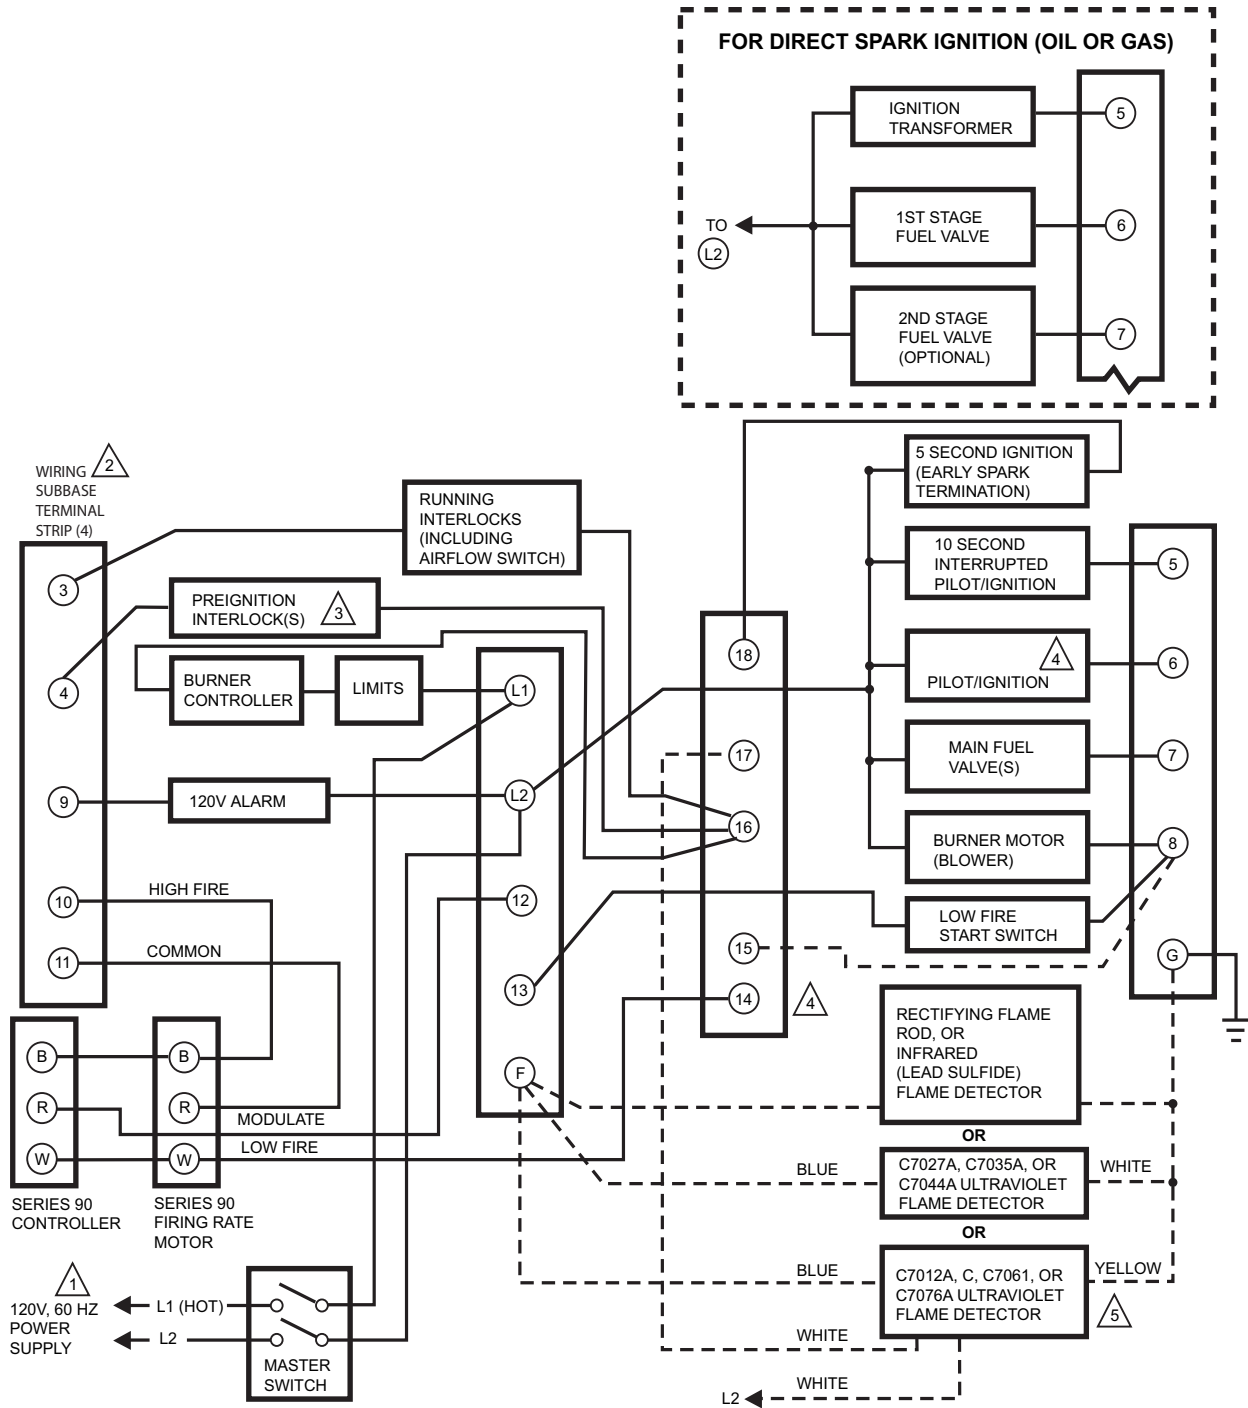 FOR DIRECT SPARK IGNITION (OIL OR GAS)
IGNITION
TRANSFORMER
5
1ST STAGE
FUEL VALVE
6
TO
L2
2ND STAGE
FUEL VALVE
(OPTIONAL)
7
WIRING
2
SUBBASE
TERMINAL
STRIP (4)
3
4
9
10
11
RUNNING
INTERLOCKS
(INCLUDING
AIRFLOW SWITCH)
PREIGNITION
INTERLOCK(S)
3
BURNER
CONTROLLER
LIMITS
120V ALARM
HIGH FIRE
COMMON
L1
L2
12
13
F
18
17
16
15
14
4
5 SECOND IGNITION
(EARLY SPARK
TERMINATION)
10 SECOND
INTERRUPTED
PILOT/IGNITION
4
PILOT/IGNITION
MAIN FUEL
VALVE(S)
BURNER MOTOR
(BLOWER)
LOW FIRE
START SWITCH
5
6
7
8
G
B
R
W
B
R
W
MODULATE
LOW FIRE
SERIES 90
CONTROLLER
SERIES 90
FIRING RATE
MOTOR
RECTIFYING FLAME
ROD, OR
INFRARED
(LEAD SULFIDE)
FLAME DETECTOR
OR
BLUE
C7027A, C7035A, OR
C7044A ULTRAVIOLET
FLAME DETECTOR
WHITE
OR
BLUE
C7012A, C, C7061, OR
C7076A ULTRAVIOLET
FLAME DETECTOR
YELLOW
5
WHITE
L2
WHITE
1
120V, 60 HZ
POWER
SUPPLY
L1 (HOT)
L2
MASTER
SWITCH